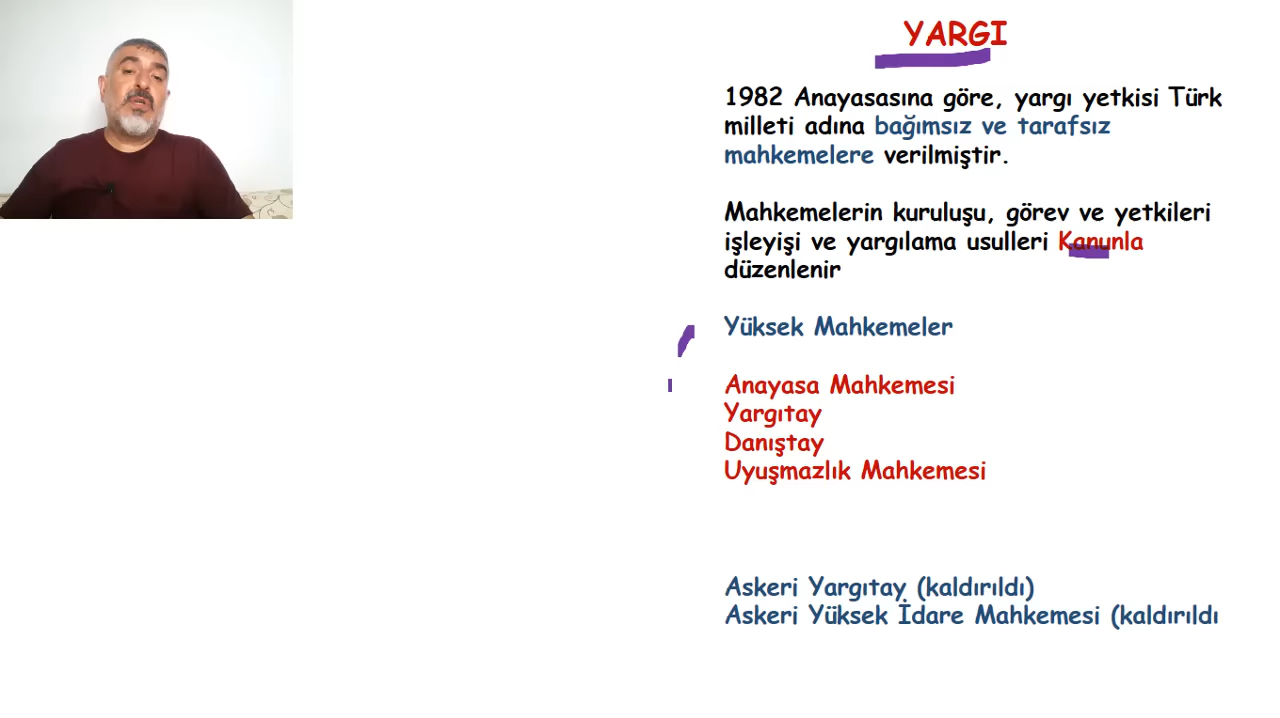 YARGI
1982 Anayasasına göre, yargı yetkisi Türk
milleti adına bağımsız ve tarafsız
mahkemelere verilmiştir.
Mahkemelerin kuruluşu, görev ve yetkileri
işleyişi ve yargılama usulleri Kanunla
düzenlenir
Yüksek Mahkemeler
Anayasa Mahkemesi
Yargıtay
Danıştay
Uyuşmazlık Mahkemesi
Askeri Yargıtay (kaldırıldı)
Askeri Yüksek İdare Mahkemesi (kaldırıldı